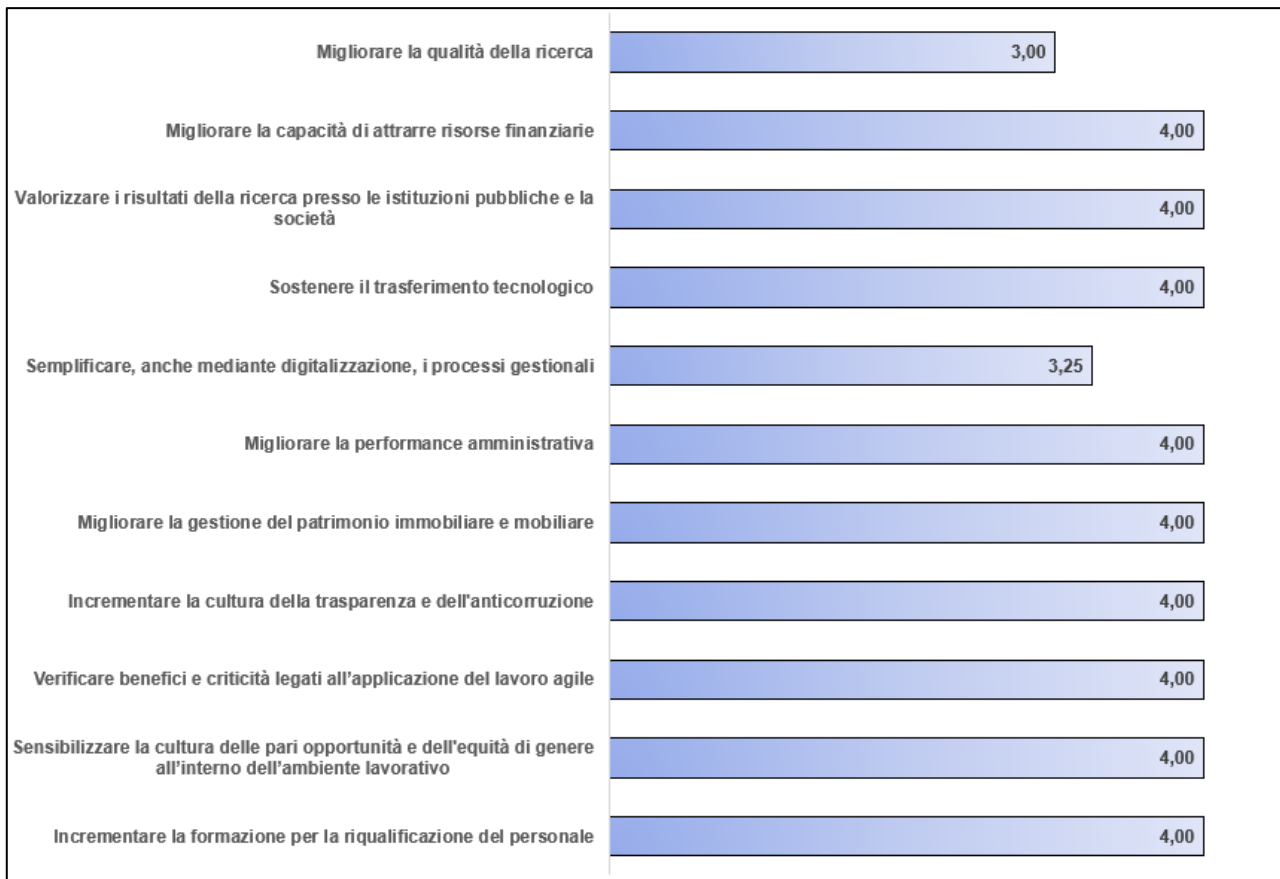 Migliorare la qualità della ricerca
3,00
Migliorare la capacità di attrarre risorse finanziarie
4,00
Valorizzare i risultati della ricerca presso le istituzioni pubbliche e la
società
4,00
Sostenere il trasferimento tecnologico
4,00
Semplificare, anche mediante digitalizzazione, i processi gestionali
3,25
Migliorare la performance amministrativa
4,00
Migliorare la gestione del patrimonio immobiliare e mobiliare
4,00
Incrementare la cultura della trasparenza e dell'anticorruzione
4,00
Verificare benefici e criticità legati all’applicazione del lavoro agile
4,00
Sensibilizzare la cultura delle pari opportunità e dell'equità di genere
all’interno dell’ambiente lavorativo
4,00
Incrementare la formazione per la riqualificazione del personale
4,00